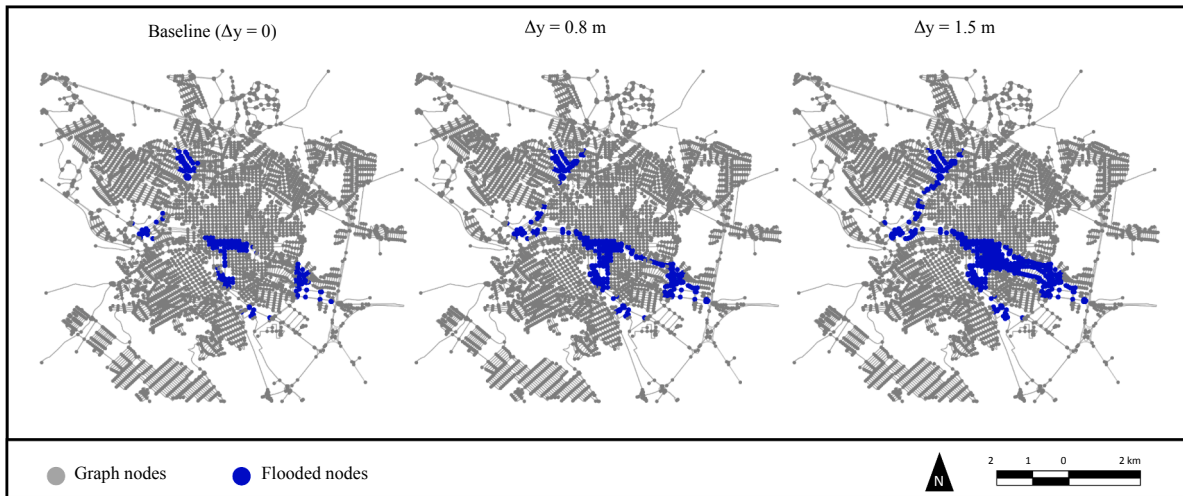 Baseline (Δy = 0)
Δy = 0.8 m
Δy = 1.5 m
Graph nodes
Flooded nodes
N
2 1 0 2 km